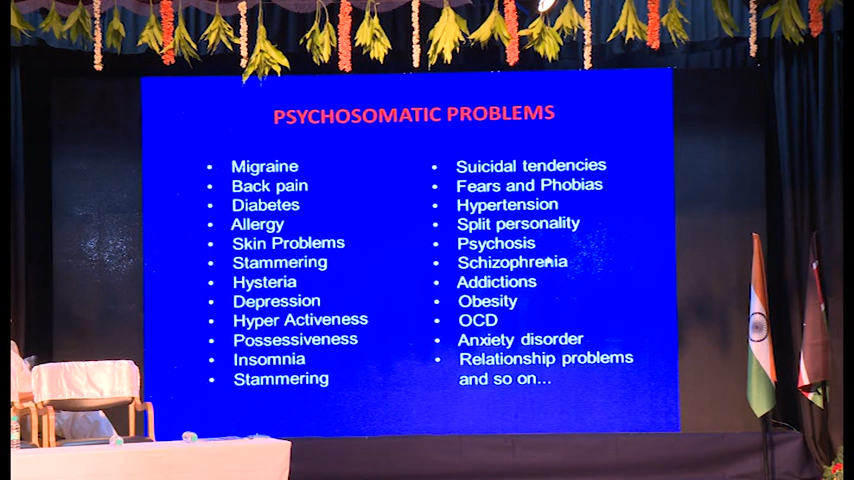 PSYCHOSOMATIC PROBLEMS
• Migraine
• Back pain
• Diabetes
• Allergy
• Skin Problems
• Stammering
• Hysteria
• Depression
• Hyper Activeness
• Possessiveness
• Insomnia
• Stammering
• Suicidal tendencies
• Fears and Phobias
• Hypertension
• Split personality
• Psychosis
• Schizophrenia
• Addictions
• Obesity
• OCD
• Anxiety disorder
• Relationship problems
and so on...